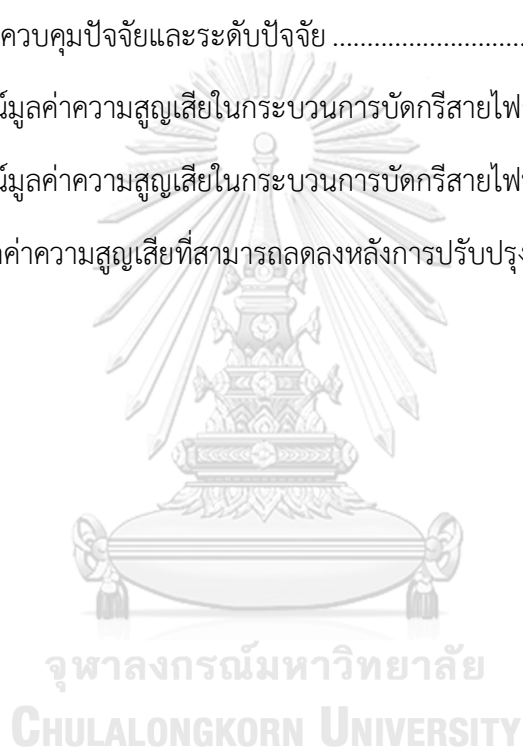 ควบคุมปัจจัยและระดับปัจจัย ............................
น์มูลค่าความสูญเสียในกระบวนการบัดกรีสายไฟ
น์มูลค่าความสูญเสียในกระบวนการบัดกรีสายไฟ
ค่าความสูญเสียที่สามารถลดลงหลังการปรับปรุง
จุฬาลงกรณ์มหาวิทยาลัย
CHULALONGKORN UNIVERSITY